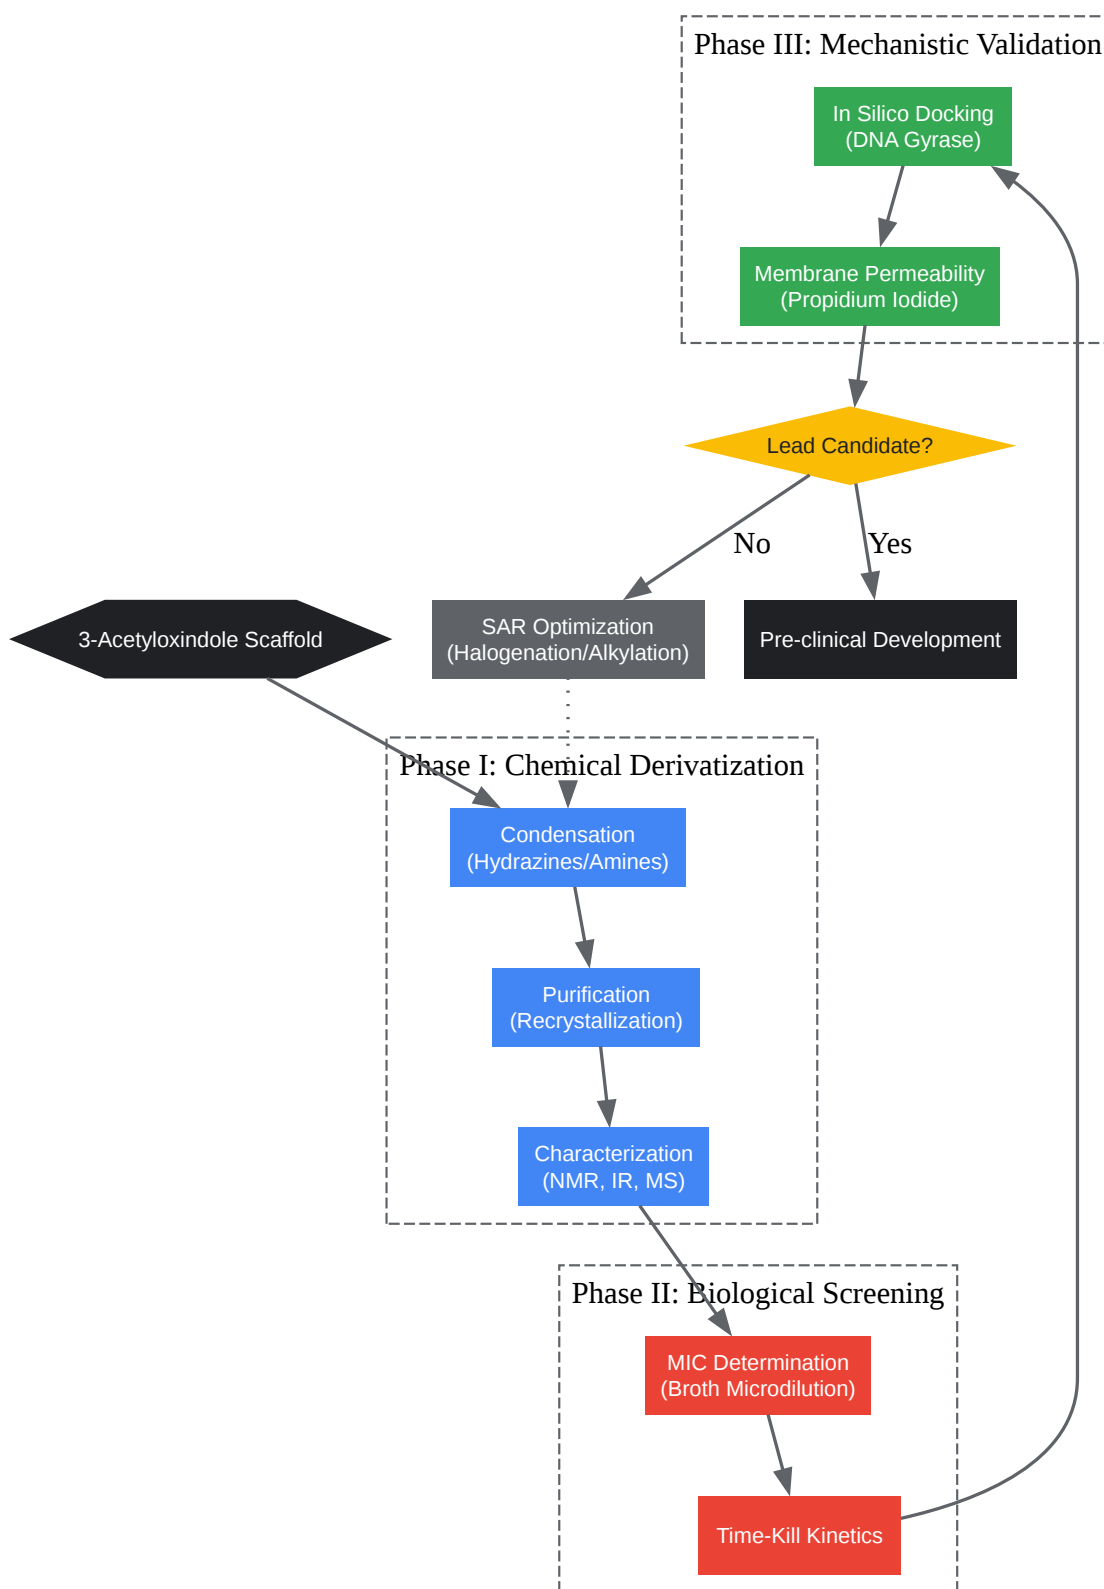 Phase III: Mechanistic Validation
In Silico Docking
(DNA Gyrase)
Membrane Permeability
(Propidium Iodide)
Lead Candidate?
No
Yes
3-Acetyloxindole Scaffold
SAR Optimization
(Halogenation/Alkylation)
Pre-clinical Development
Phase I: Chemical Derivatization
Condensation
(Hydrazines/Amines)
Purification
(Recrystallization)
Characterization
(NMR, IR, MS)
Phase II: Biological Screening
MIC Determination
(Broth Microdilution)
Time-Kill Kinetics